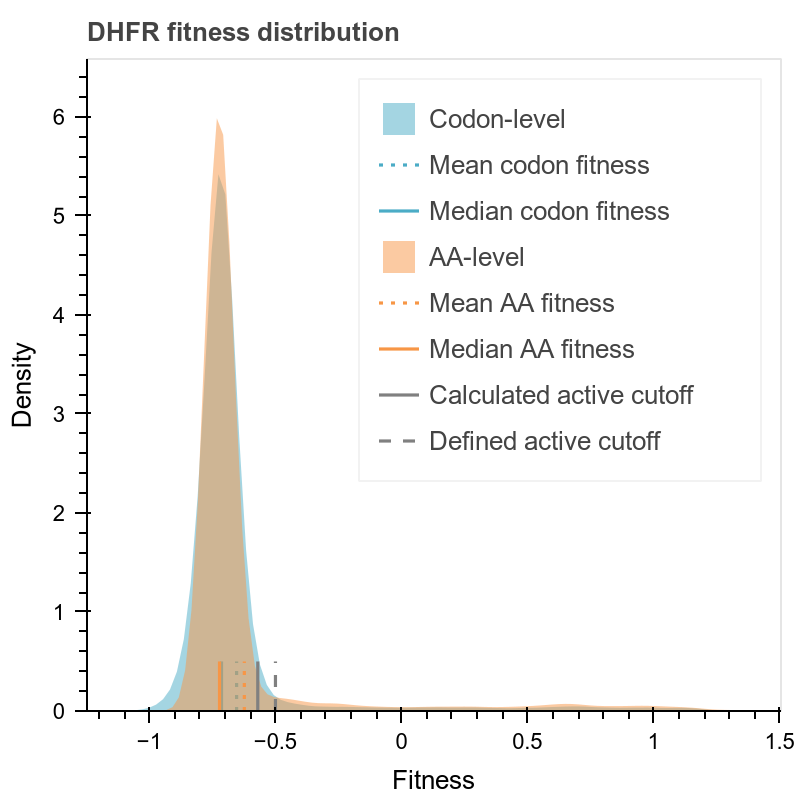 DHFR fitness distribution
Codon-level
Mean codon fitness
Median codon fitness
AA-level
Mean AA fitness
Median AA fitness
Calculated active cutoff
Defined active cutoff
Density
6
5
4
3
2
1
0
−1
−0.5
0
0.5
1
1.5
Fitness